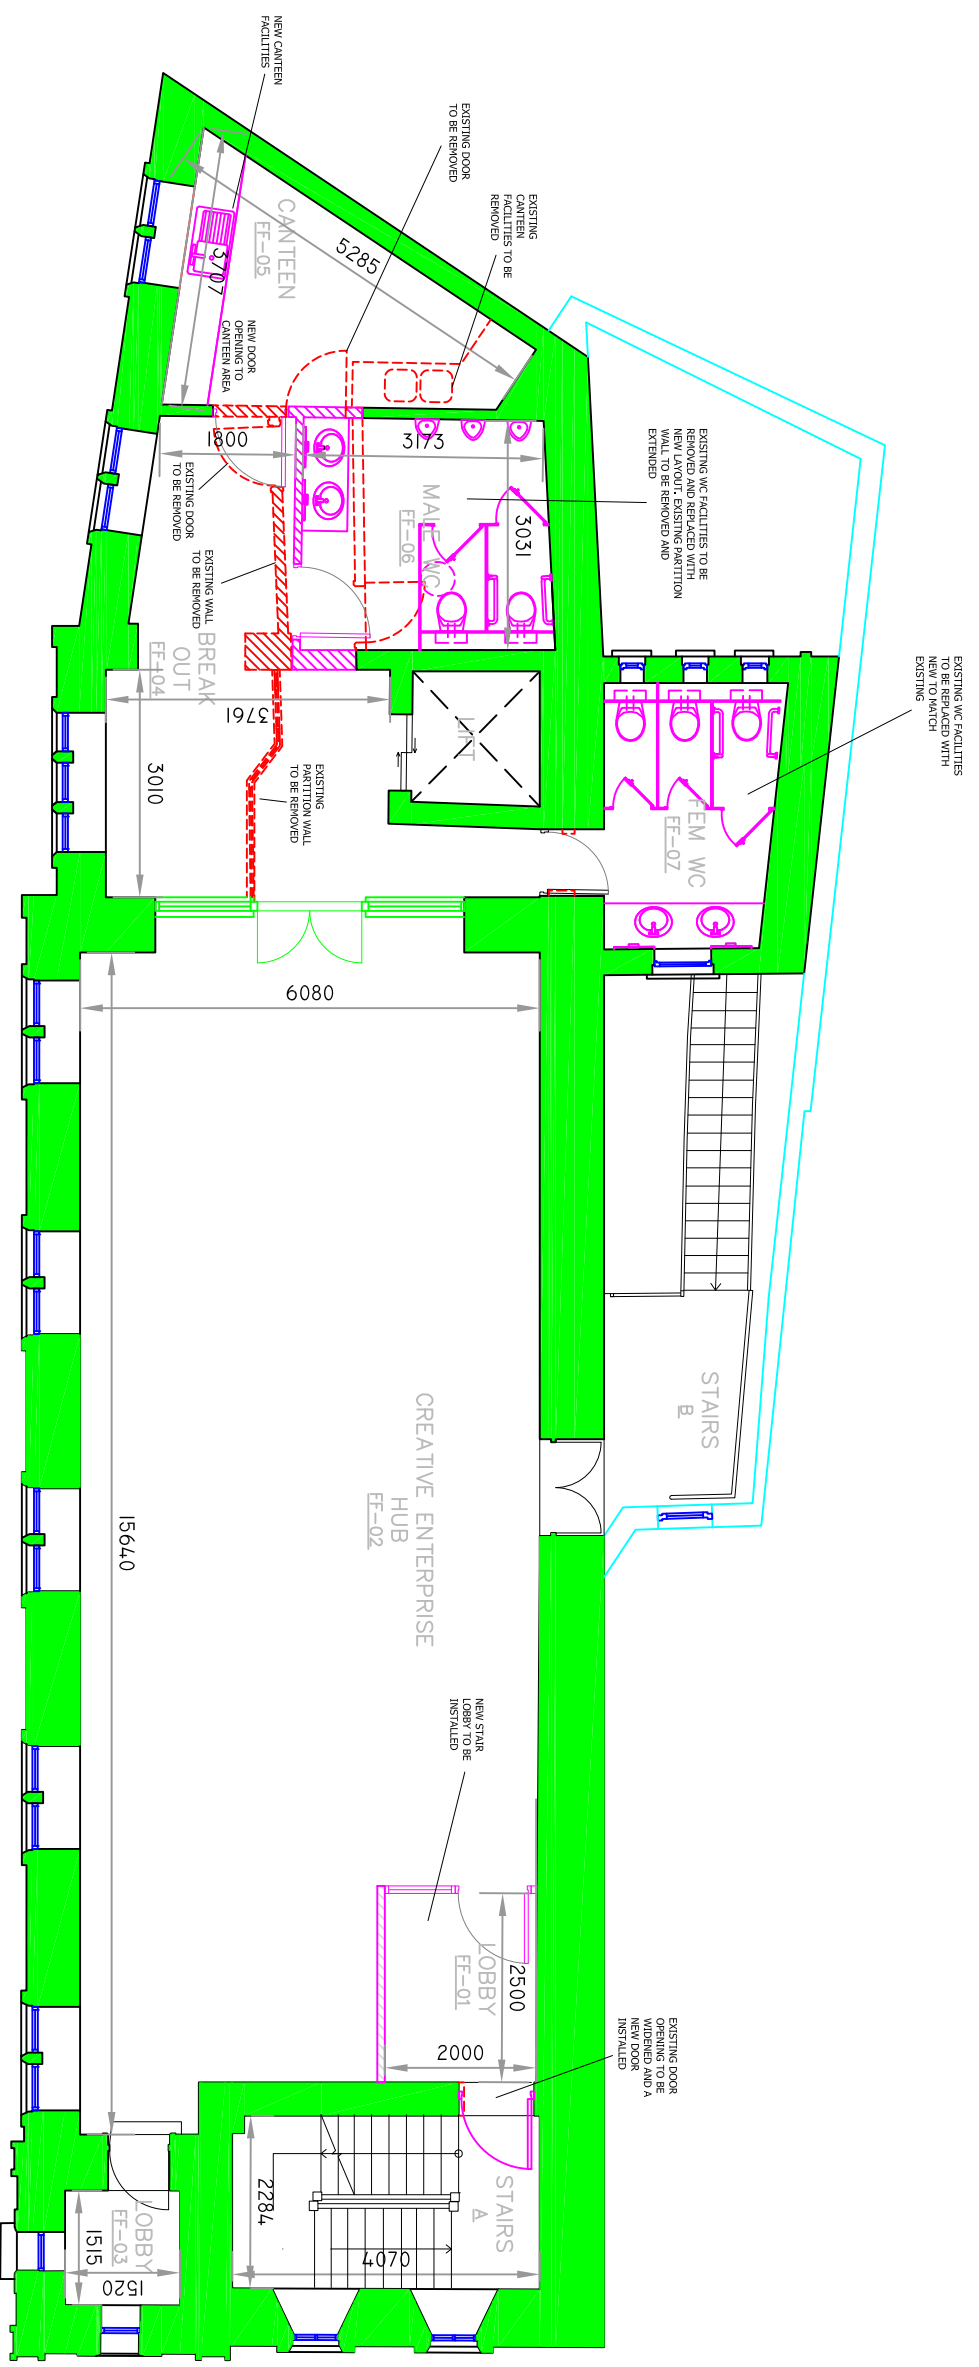 NEW CANTEEN
FACILITIES
EXISTING DOOR
TO BE REMOVED
EXISTING
CANTEEN
FACILITIES TO BE
REMOVED
CANTEEN
FF-05
5285
3707
NEW DOOR
OPENING TO
CANTEEN AREA
EXISITNG WC FACILITIES TO BE
REMOVED AND REPLACED WITH
NEW LAYOUT. EXISTING PARTITION
WALL TO BE REMOVED AND
EXTENDED
1800
3173
EXISTING DOOR
TO BE REMOVED
MALE WC
FF-06
3031
EXISTING WALL
TO BE REMOVED
BREAK
OUT
FF-04
3761
3010
LIFT
EXISTING
PARTITION WALL
TO BE REMOVED
EXISTING WC FACILITIES
TO BE REPLACED WITH
NEW TO MATCH
EXISTING
FEM WC
FF-07
6080
STAIRS
B
CREATIVE ENTERPRISE
HUB
FF-02
15640
NEW STAIR
LOBBY TO BE
INSTALLED
LOBBY
FF-01
2500
2000
EXISTING DOOR
OPENING TO BE
WIDENED AND A
NEW DOOR
INSTALLED
STAIRS
A
2284
4070
LOBBY
FF-03
1515
1520